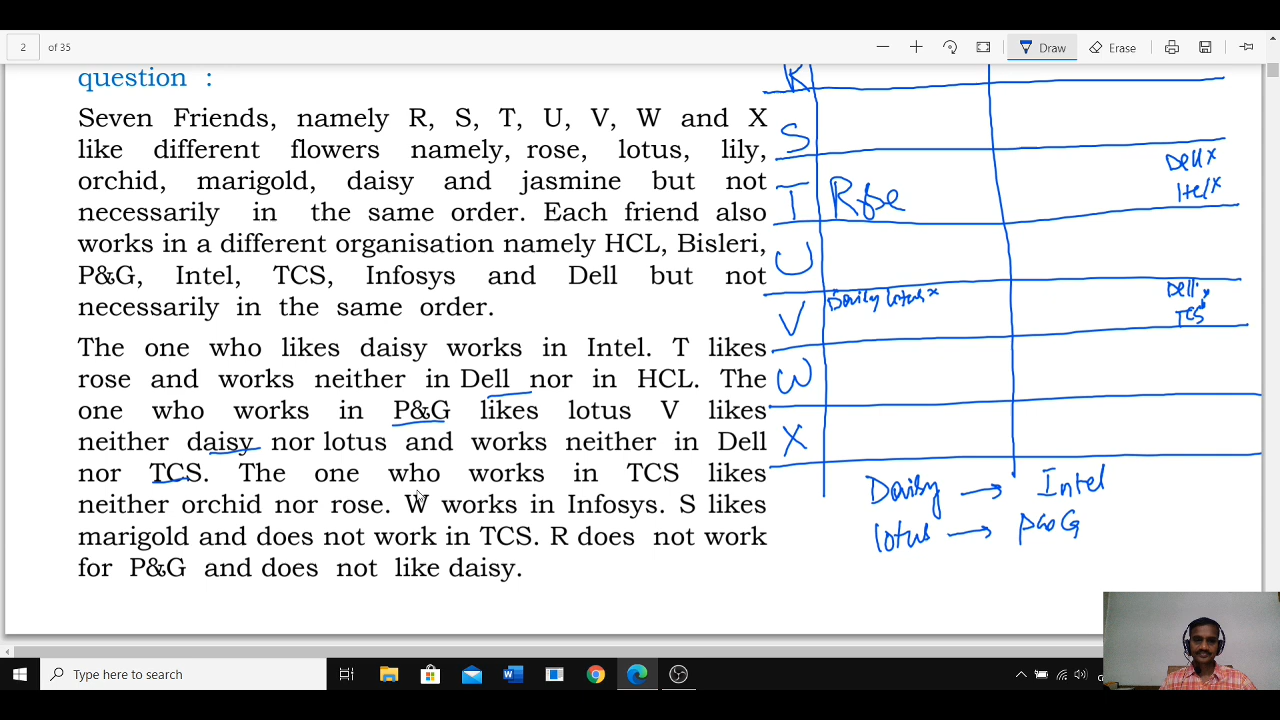 2 of 35
Draw
Erase
question :
Seven Friends, namely R, S, T, U, V, W and X
like different flowers namely, rose, lotus, lily,
orchid, marigold, daisy and jasmine but not
necessarily in the same order. Each friend also
works in a different organisation namely HCL, Bisleri,
P&G, Intel, TCS, Infosys and Dell but not
necessarily in the same order.
The one who likes daisy works in Intel. T likes
rose and works neither in Dell nor in HCL. The
one who works in P&G likes lotus V likes
neither daisy nor lotus and works neither in Dell
nor TCS. The one who works in TCS likes
neither orchid nor rose. W works in Infosys. S likes
marigold and does not work in TCS. R does not work
for P&G and does not like daisy.
R
S
Dell x
T Rose
U
Dell x
V lotus x
TCS
W
X
Daisy → Intel
lotus → P&G
Type here to search